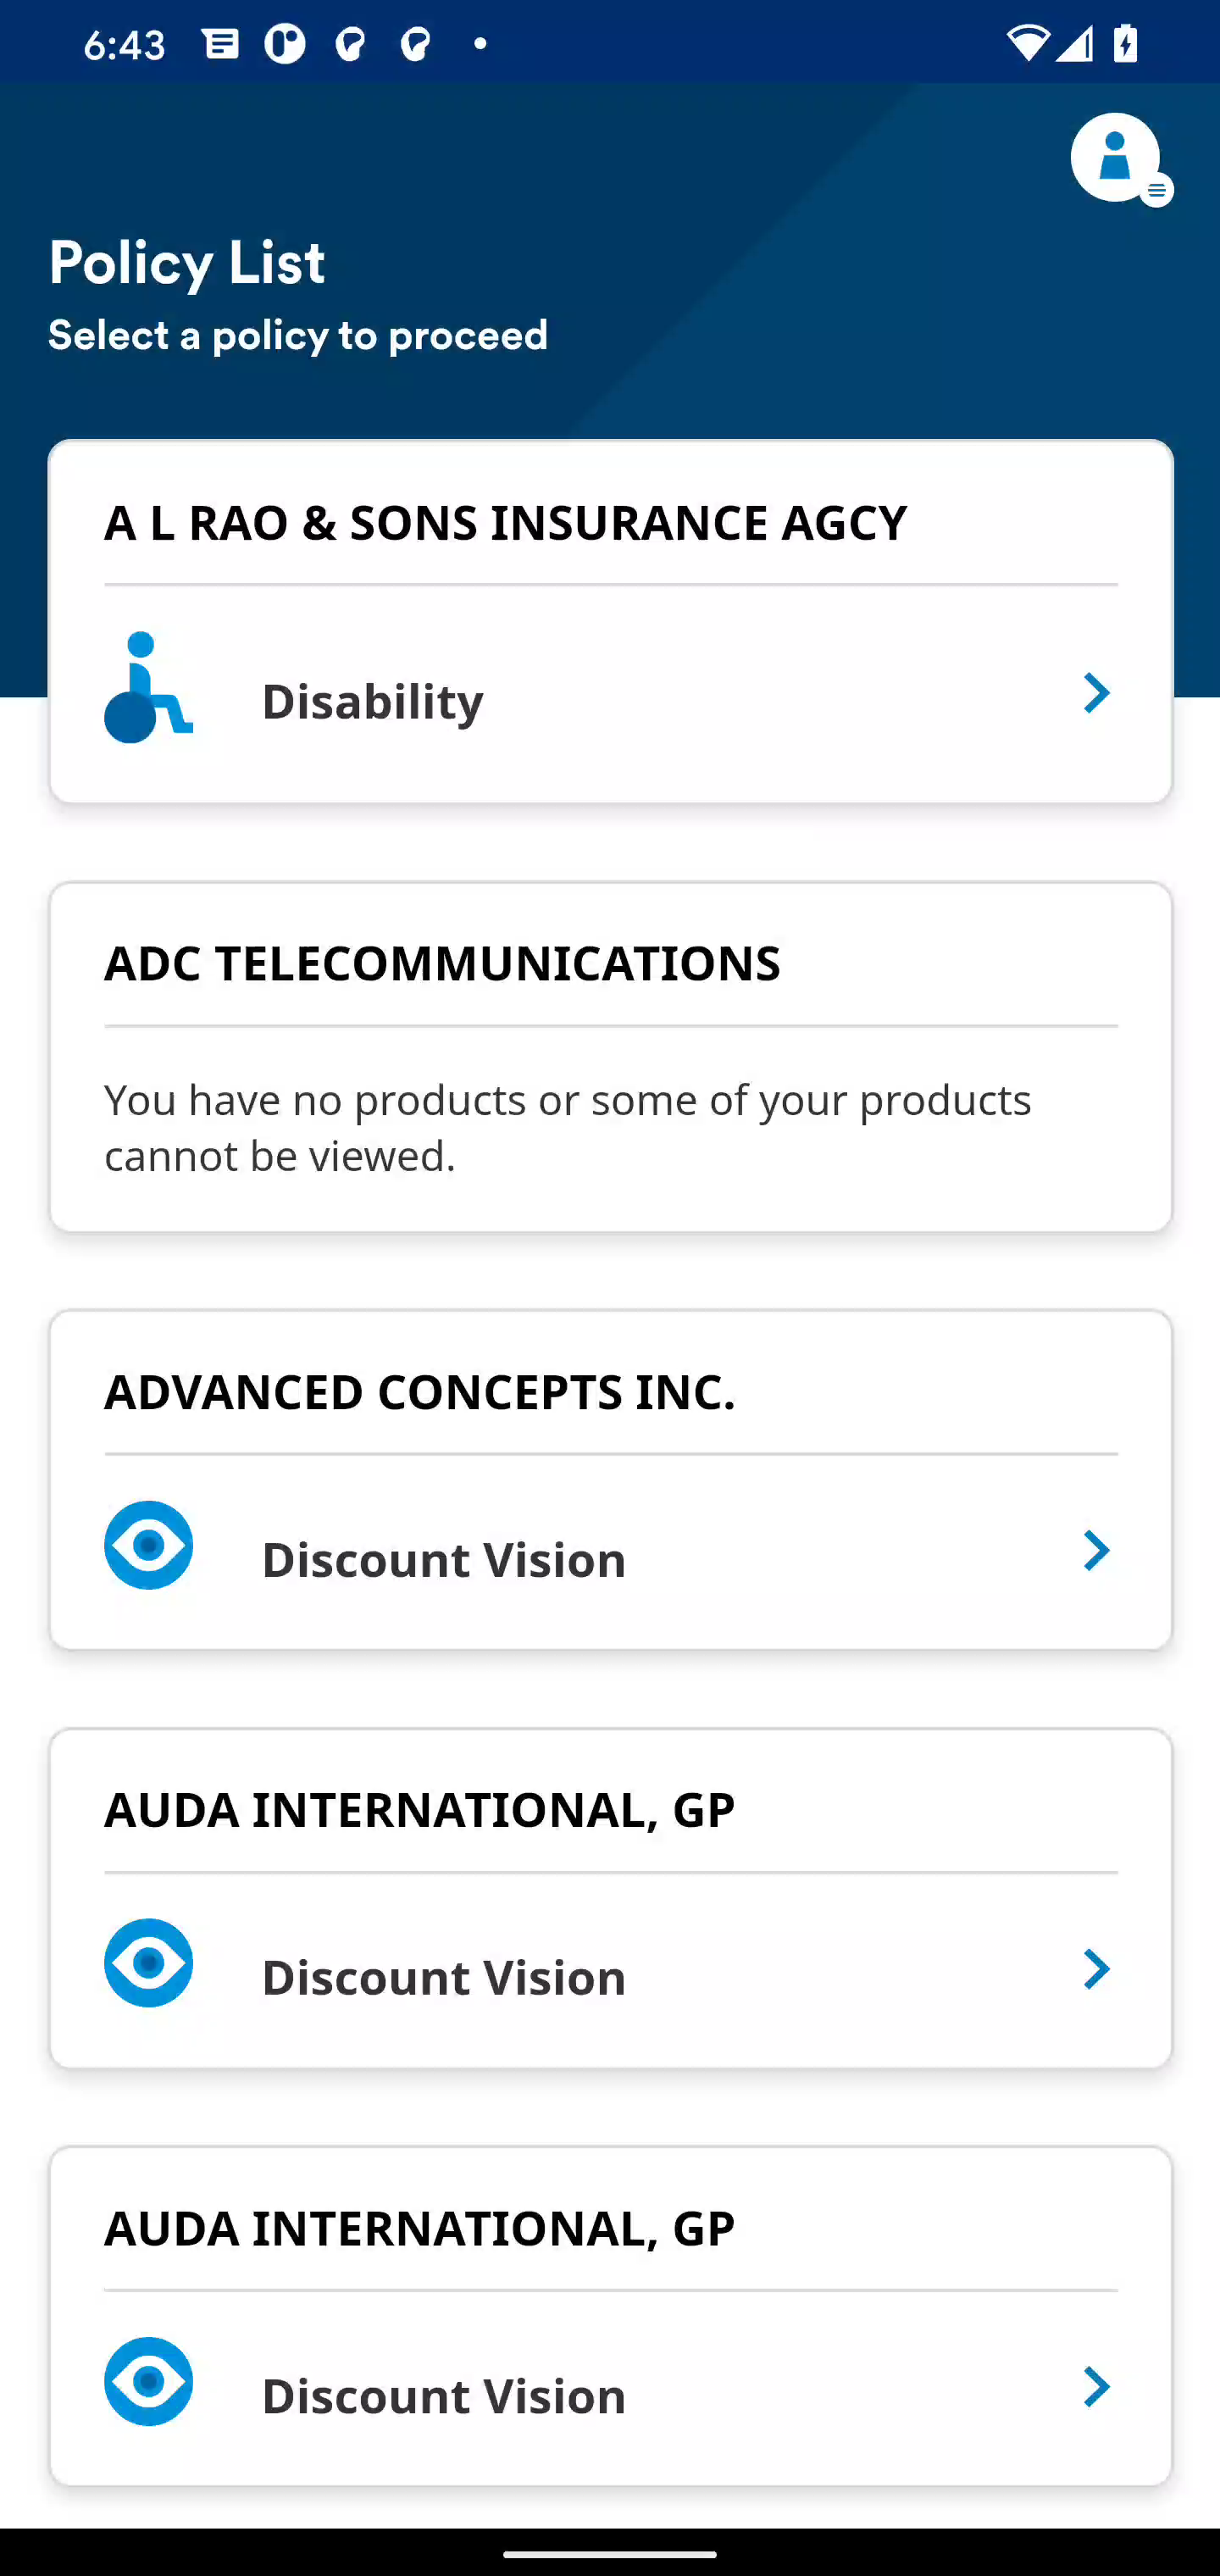 6:43
Policy List
Select a policy to proceed
A L RAO & SONS INSURANCE AGCY
Disability
ADC TELECOMMUNICATIONS
You have no products or some of your products
cannot be viewed.
ADVANCED CONCEPTS INC.
Discount Vision
AUDA INTERNATIONAL, GP
Discount Vision
AUDA INTERNATIONAL, GP
Discount Vision